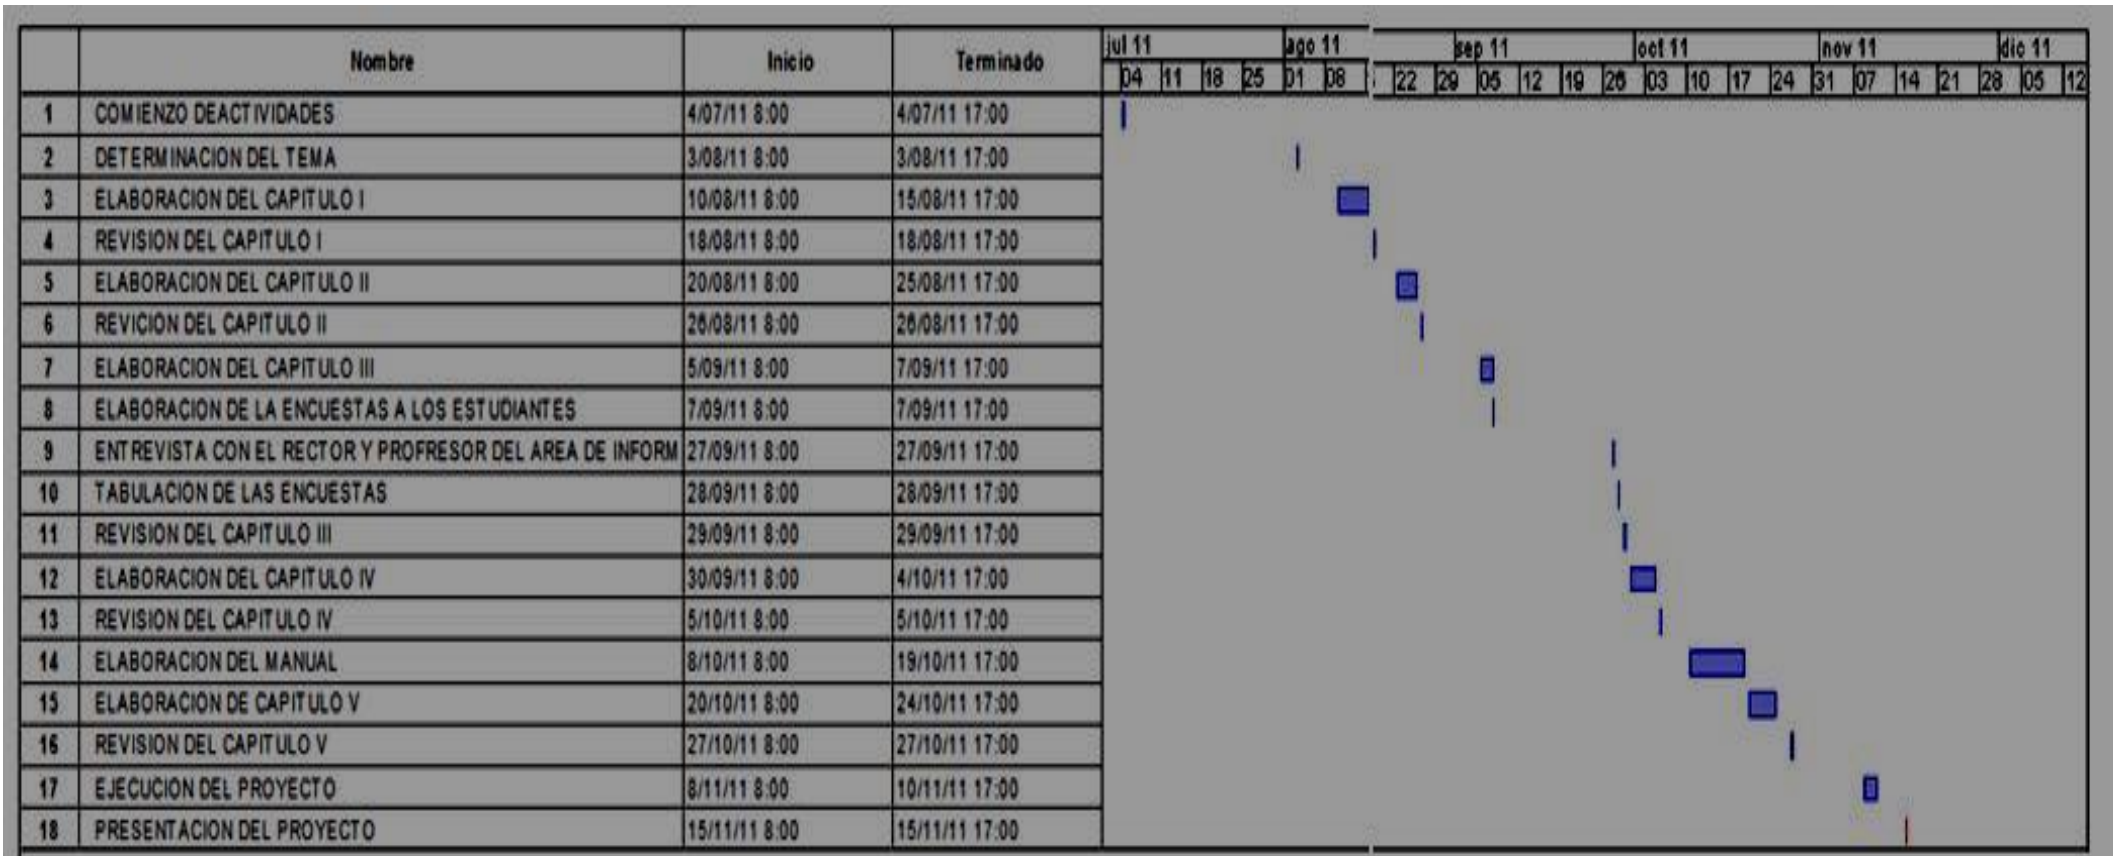 Nombre Inicio Terminado jul 11 ago 11 sep 11 oct 11 nov 11 dic 11
04 11 18 25 01 08 22 29 05 12 19 26 03 10 17 24 31 07 14 21 28 05 12
1 COMIENZO DEACTIVIDADES 4/07/11 8:00 4/07/11 17:00
2 DETERMINACION DEL TEMA 3/08/11 8:00 3/08/11 17:00
3 ELABORACION DEL CAPITULO I 10/08/11 8:00 15/08/11 17:00
4 REVISION DEL CAPITULO I 18/08/11 8:00 18/08/11 17:00
5 ELABORACION DEL CAPITULO II 20/08/11 8:00 25/08/11 17:00
6 REVICION DEL CAPITULO II 26/08/11 8:00 26/08/11 17:00
7 ELABORACION DEL CAPITULO III 5/09/11 8:00 7/09/11 17:00
8 ELABORACION DE LA ENCUESTAS A LOS ESTUDIANTES 7/09/11 8:00 7/09/11 17:00
9 ENTREVISTA CON EL RECTOR Y PROFRESOR DEL AREA DE INFORM 27/09/11 8:00 27/09/11 17:00
10 TABULACION DE LAS ENCUESTAS 28/09/11 8:00 28/09/11 17:00
11 REVISION DEL CAPITULO III 29/09/11 8:00 29/09/11 17:00
12 ELABORACION DEL CAPITULO IV 30/09/11 8:00 4/10/11 17:00
13 REVISION DEL CAPITULO IV 5/10/11 8:00 5/10/11 17:00
14 ELABORACION DEL MANUAL 8/10/11 8:00 19/10/11 17:00
15 ELABORACION DE CAPITULO V 20/10/11 8:00 24/10/11 17:00
16 REVISION DEL CAPITULO V 27/10/11 8:00 27/10/11 17:00
17 EJECUCION DEL PROYECTO 8/11/11 8:00 10/11/11 17:00
18 PRESENTACION DEL PROYECTO 15/11/11 8:00 15/11/11 17:00